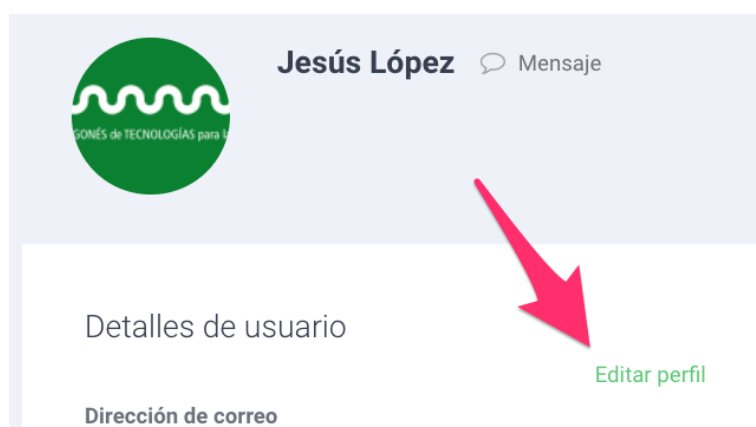 Jesús López Mensaje
GONÉS de TECNOLOGÍAS para
Detalles de usuario
Editar perfil
Dirección de correo